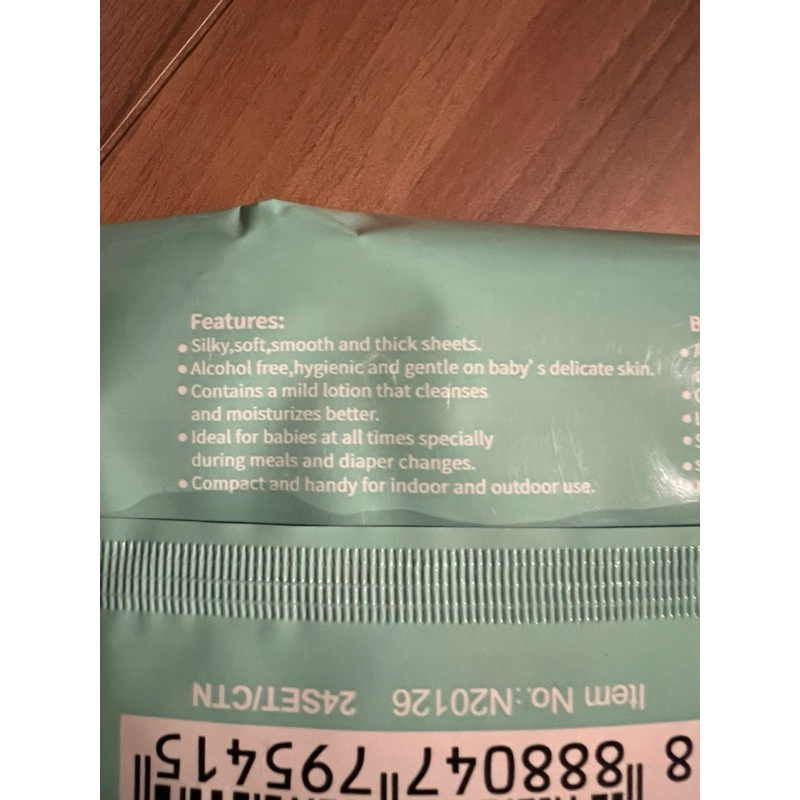 Features:
• Silky,soft,smooth and thick sheets.
• Alcohol free,hygienic and gentle on baby's delicate skin.
• Contains a mild lotion that cleanses
and moisturizes better.
• Ideal for babies at all times specially
during meals and diaper changes.
• Compact and handy for indoor and outdoor use.
Item No.:N20126 24SET/CTN
8 888047 795415